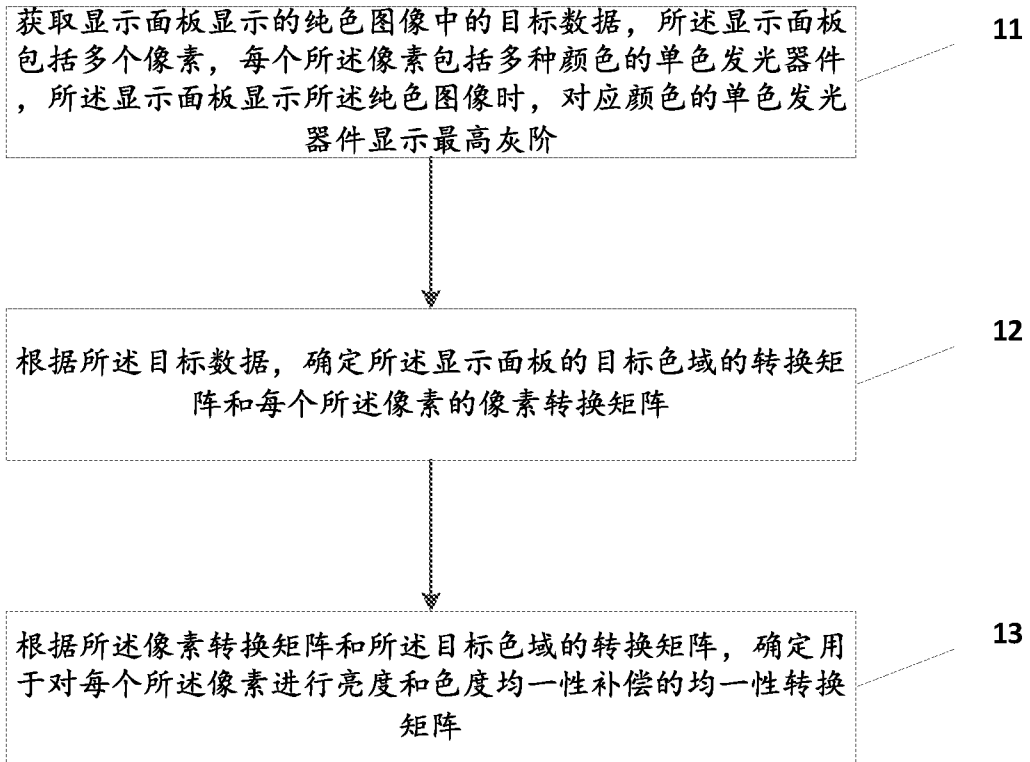 获取显示面板显示的纯色图像中的目标数据，所述显示面板
包括多个像素，每个所述像素包括多种颜色的单色发光器件
，所述显示面板显示所述纯色图像时，对应颜色的单色发光
器件显示最高灰阶
11
根据所述目标数据，确定所述显示面板的目标色域的转换矩
阵和每个所述像素的像素转换矩阵
12
根据所述像素转换矩阵和所述目标色域的转换矩阵，确定用
于对每个所述像素进行亮度和色度均一性补偿的均一性转换
矩阵
13